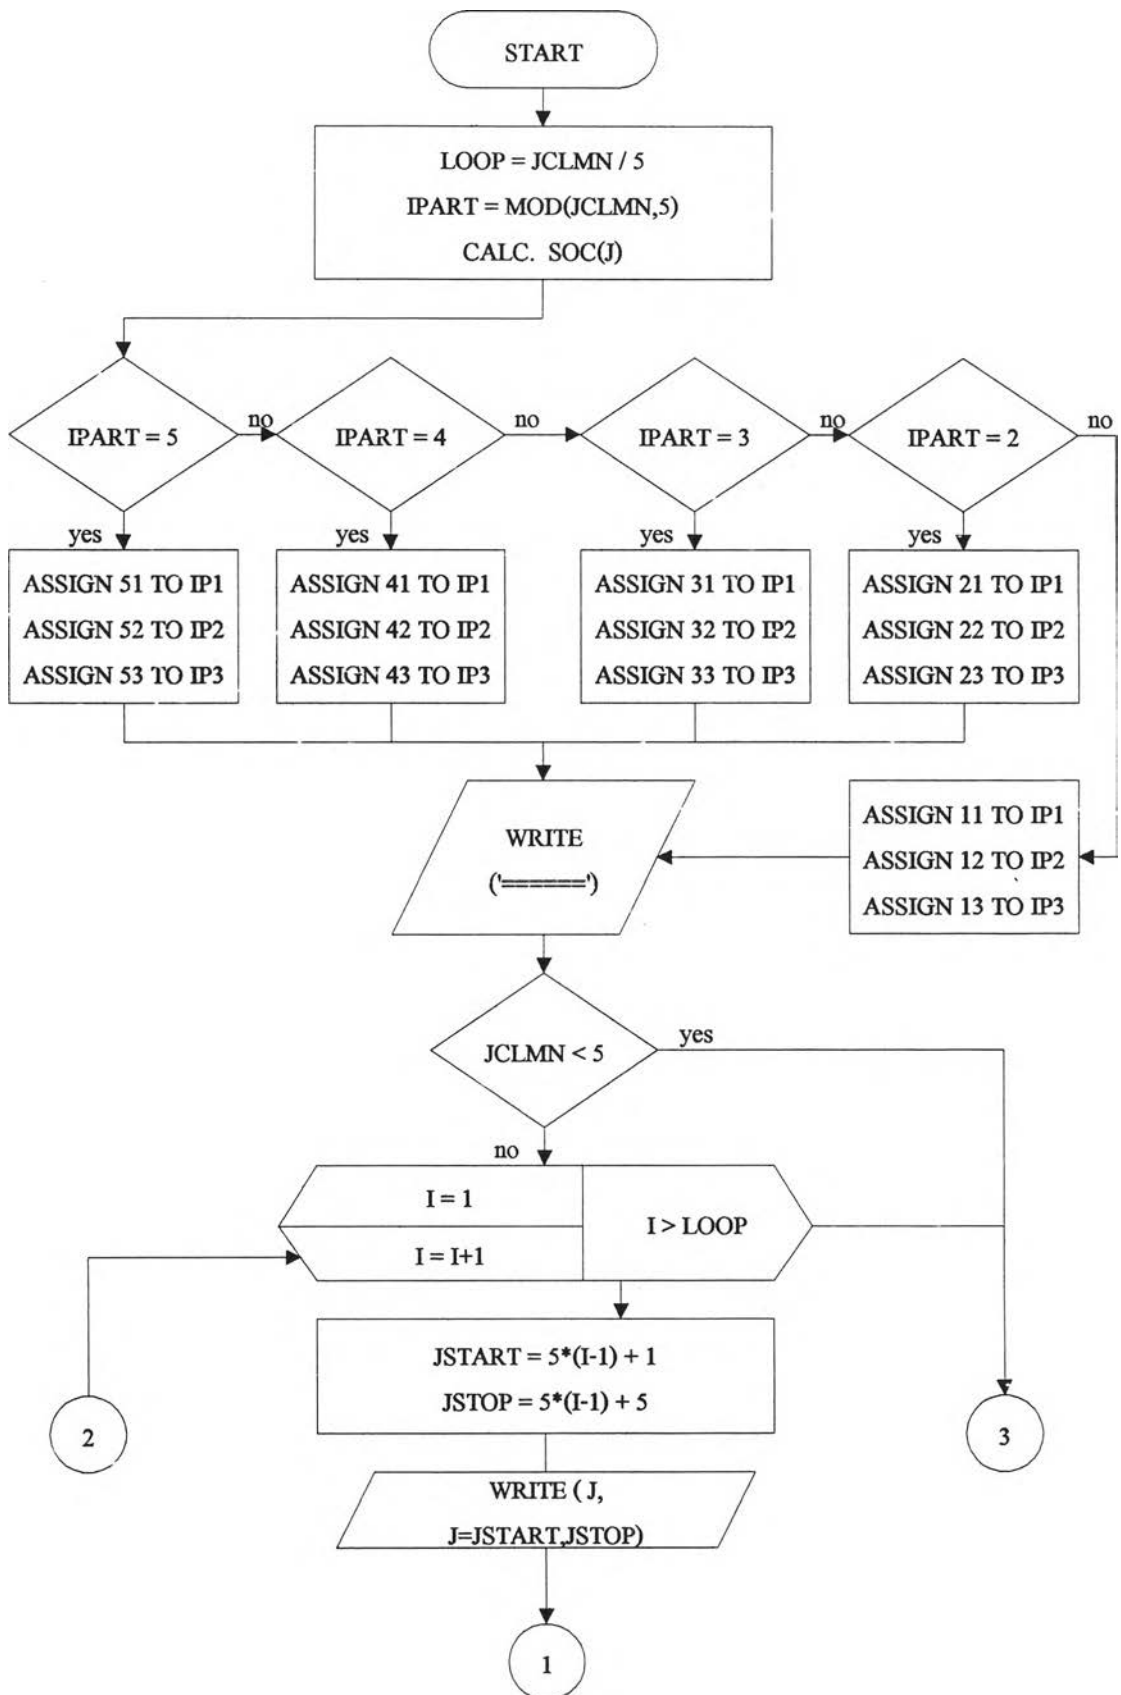 START
LOOP = JCLMN / 5
IPART = MOD(JCLMN,5)
CALC. SOC(J)
IPART = 5
no
IPART = 4
no
IPART = 3
no
IPART = 2
no
yes
yes
yes
yes
ASSIGN 51 TO IP1
ASSIGN 52 TO IP2
ASSIGN 53 TO IP3
ASSIGN 41 TO IP1
ASSIGN 42 TO IP2
ASSIGN 43 TO IP3
ASSIGN 31 TO IP1
ASSIGN 32 TO IP2
ASSIGN 33 TO IP3
ASSIGN 21 TO IP1
ASSIGN 22 TO IP2
ASSIGN 23 TO IP3
WRITE
('======')
ASSIGN 11 TO IP1
ASSIGN 12 TO IP2
ASSIGN 13 TO IP3
JCLMN < 5
yes
no
I = 1
I = I+1
I > LOOP
JSTART = 5*(I-1) + 1
JSTOP = 5*(I-1) + 5
2
3
WRITE ( J,
J=JSTART,JSTOP)
1